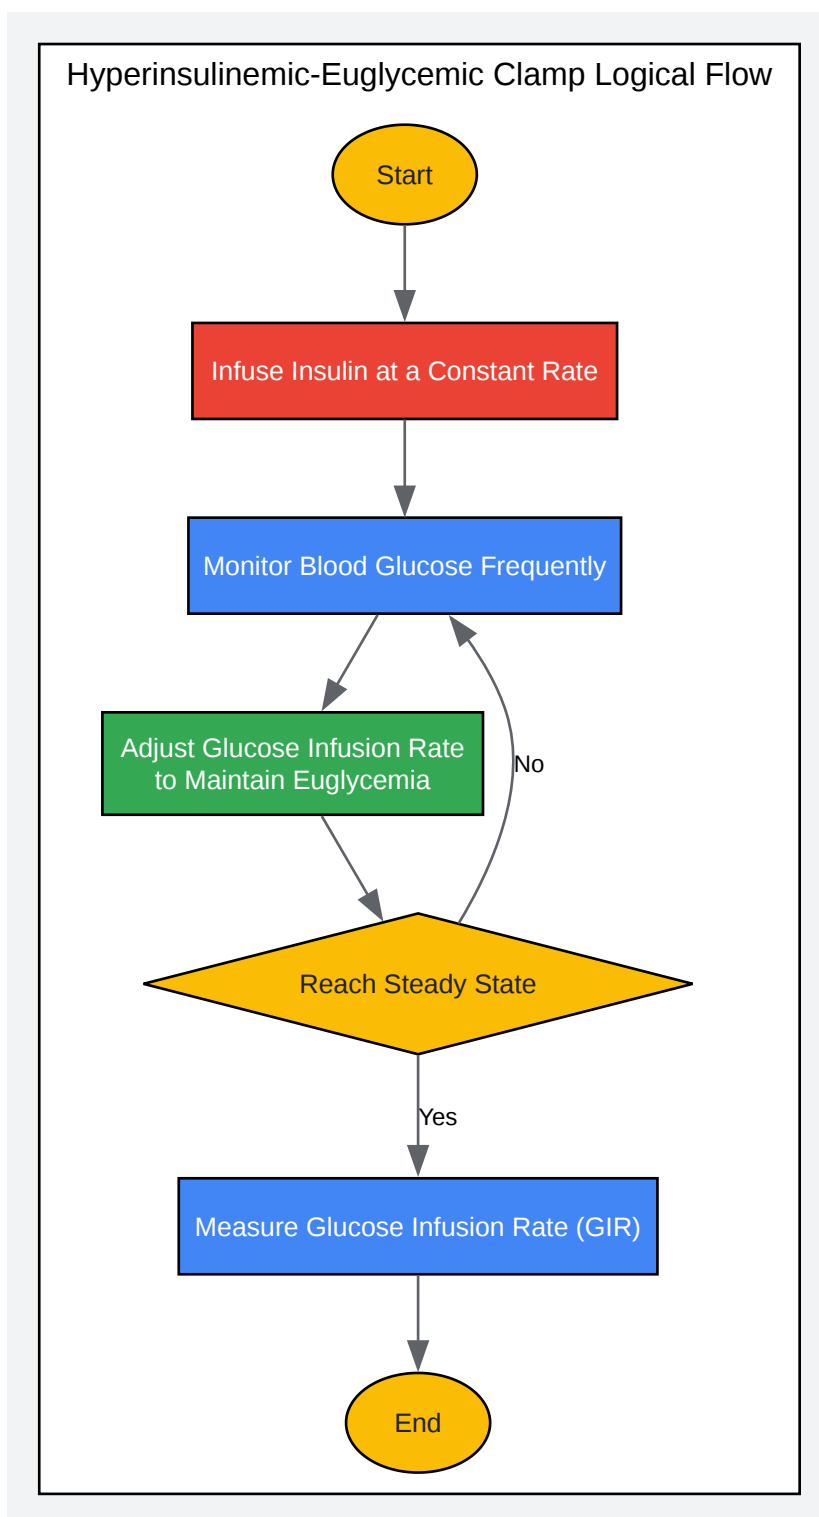 Hyperinsulinemic-Euglycemic Clamp Logical Flow
Start
Infuse Insulin at a Constant Rate
Monitor Blood Glucose Frequently
Adjust Glucose Infusion Rate
to Maintain Euglycemia
No
Reach Steady State
Yes
Measure Glucose Infusion Rate (GIR)
End